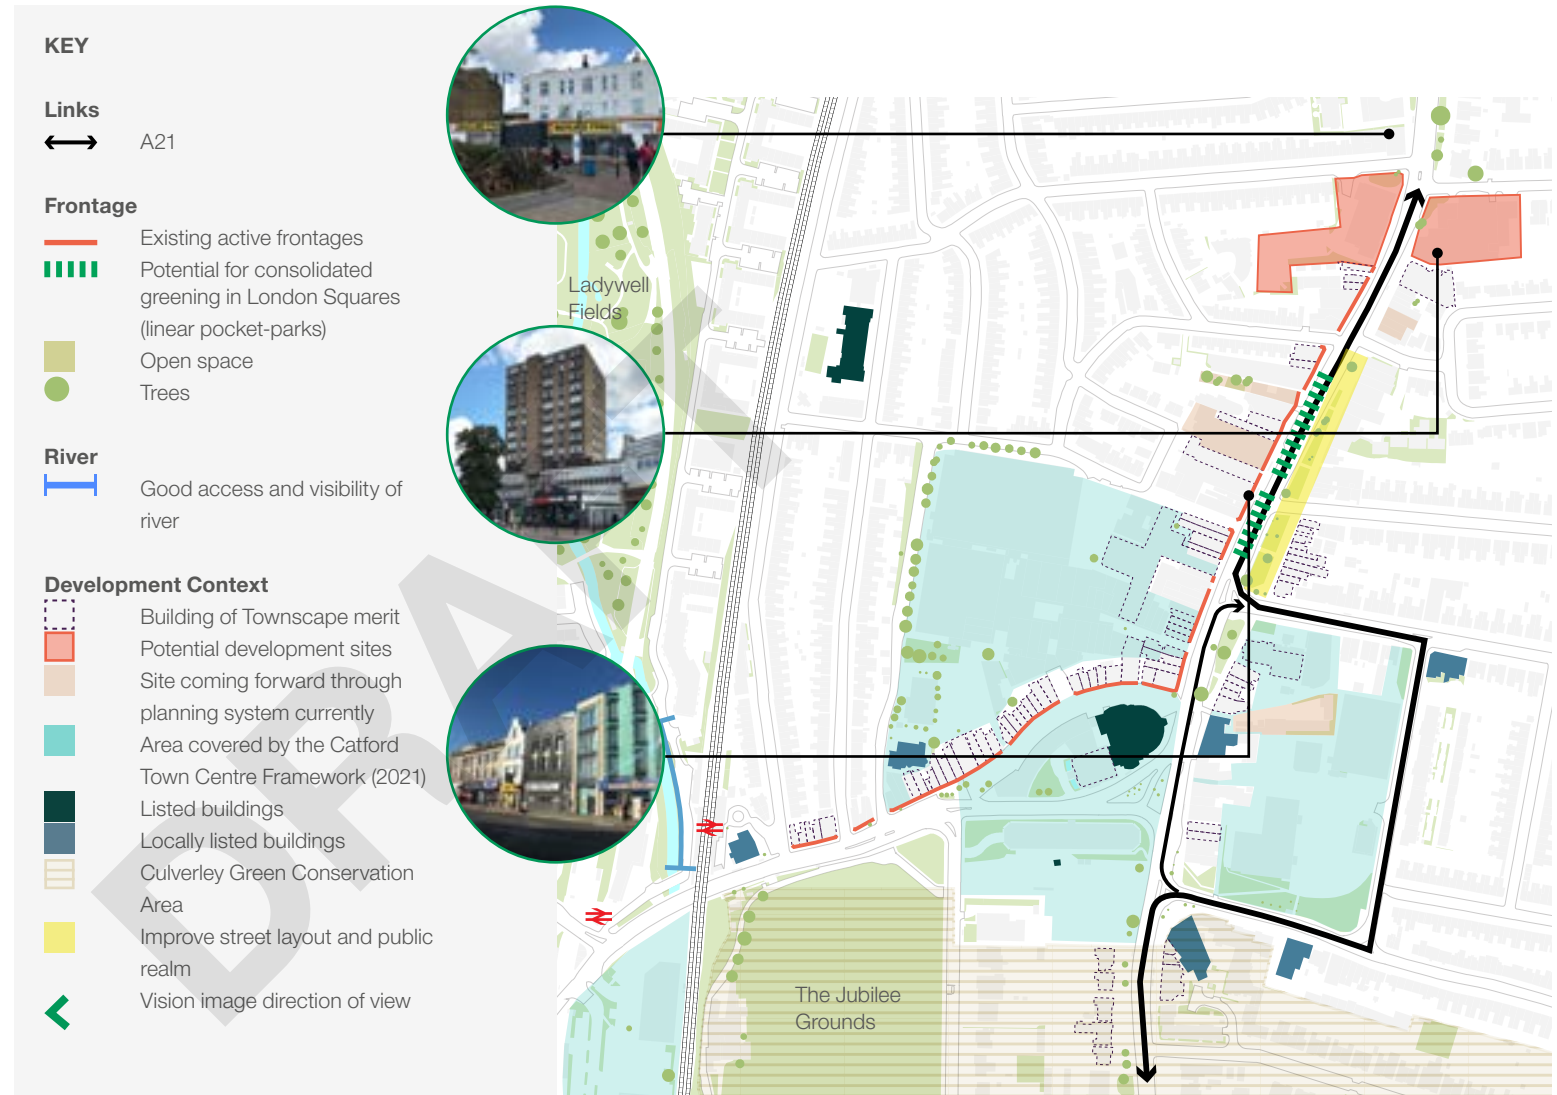 KEY
Links
A21
Frontage
Existing active frontages
Potential for consolidated
greening in London Squares
(linear pocket-parks)
Open space
Trees
River
Good access and visibility of
river
Development Context
Building of Townscape merit
Potential development sites
Site coming forward through
planning system currently
Area covered by the Catford
Town Centre Framework (2021)
Listed buildings
Locally listed buildings
Culverley Green Conservation
Area
Improve street layout and public
realm
Vision image direction of view
Ladywell
Fields
The Jubilee
Grounds
DRAFT